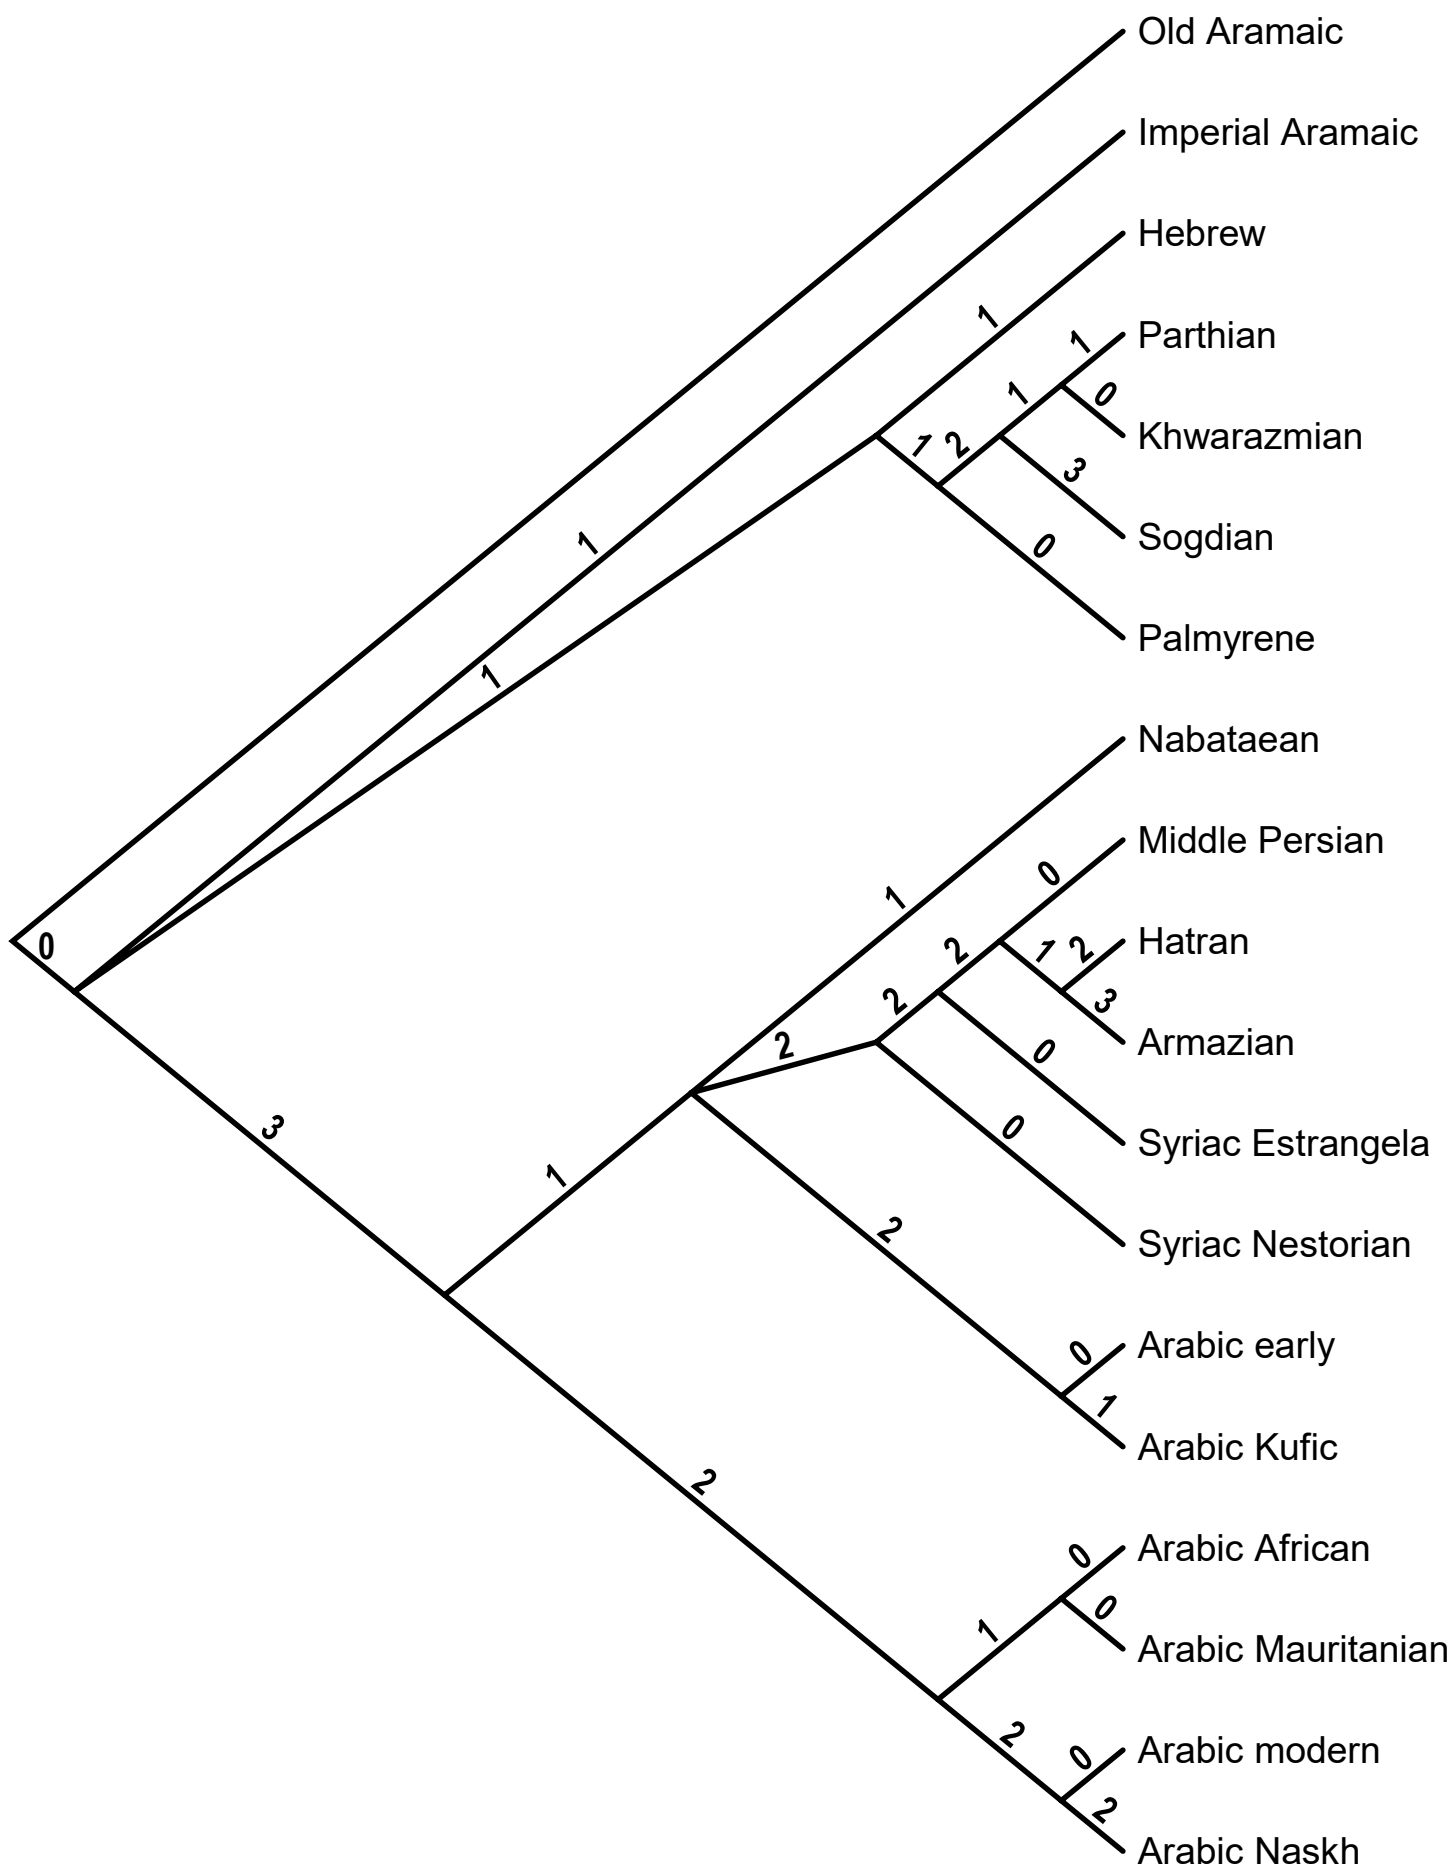 Old Aramaic
Imperial Aramaic
Hebrew
1
Parthian
1
1
0
Khwarazmian
1
2
3
Sogdian
1
0
Palmyrene
1
Nabataean
Middle Persian
0
1
0
2
1
2
Hatran
2
3
Armazian
2
0
3
0
Syriac Estrangela
1
2
Syriac Nestorian
0
Arabic early
1
Arabic Kufic
2
0
Arabic African
0
1
Arabic Mauritanian
2
0
Arabic modern
2
Arabic Naskh